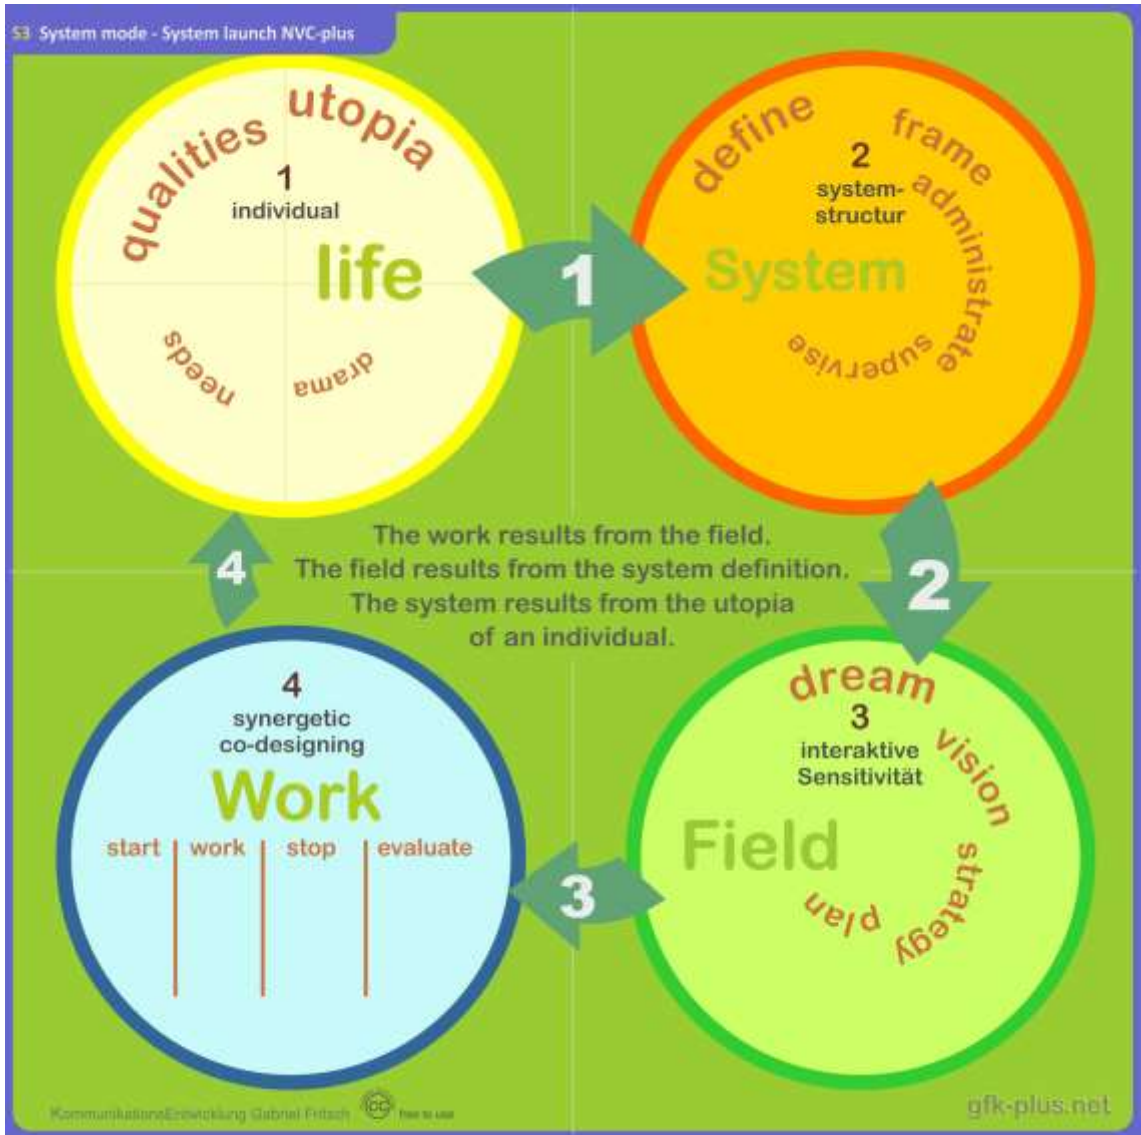 S3 System mode - System launch NVC-plus
qualities utopia
1
individual
life
needs drama
define frame
2
system-
structur
administrate
System
supervise
1
2
3
4
The work results from the field.
The field results from the system definition.
The system results from the utopia
of an individual.
dream
3
interaktive
Sensitivität
vision
Field
strategy
plan
4
synergetic
co-designing
Work
start work stop evaluate
KommunikationsEntwicklung Gabriel Fritsch cc free to use
gfk-plus.net